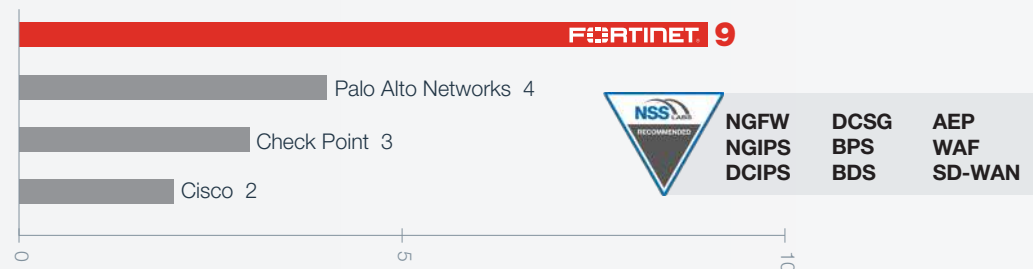 FORTINET 9
Palo Alto Networks 4
Check Point 3
Cisco 2
NSS LABS
RECOMMENDED
NGFW DCSG AEP
NGIPS BPS WAF
DCIPS BDS SD-WAN
0 5 10